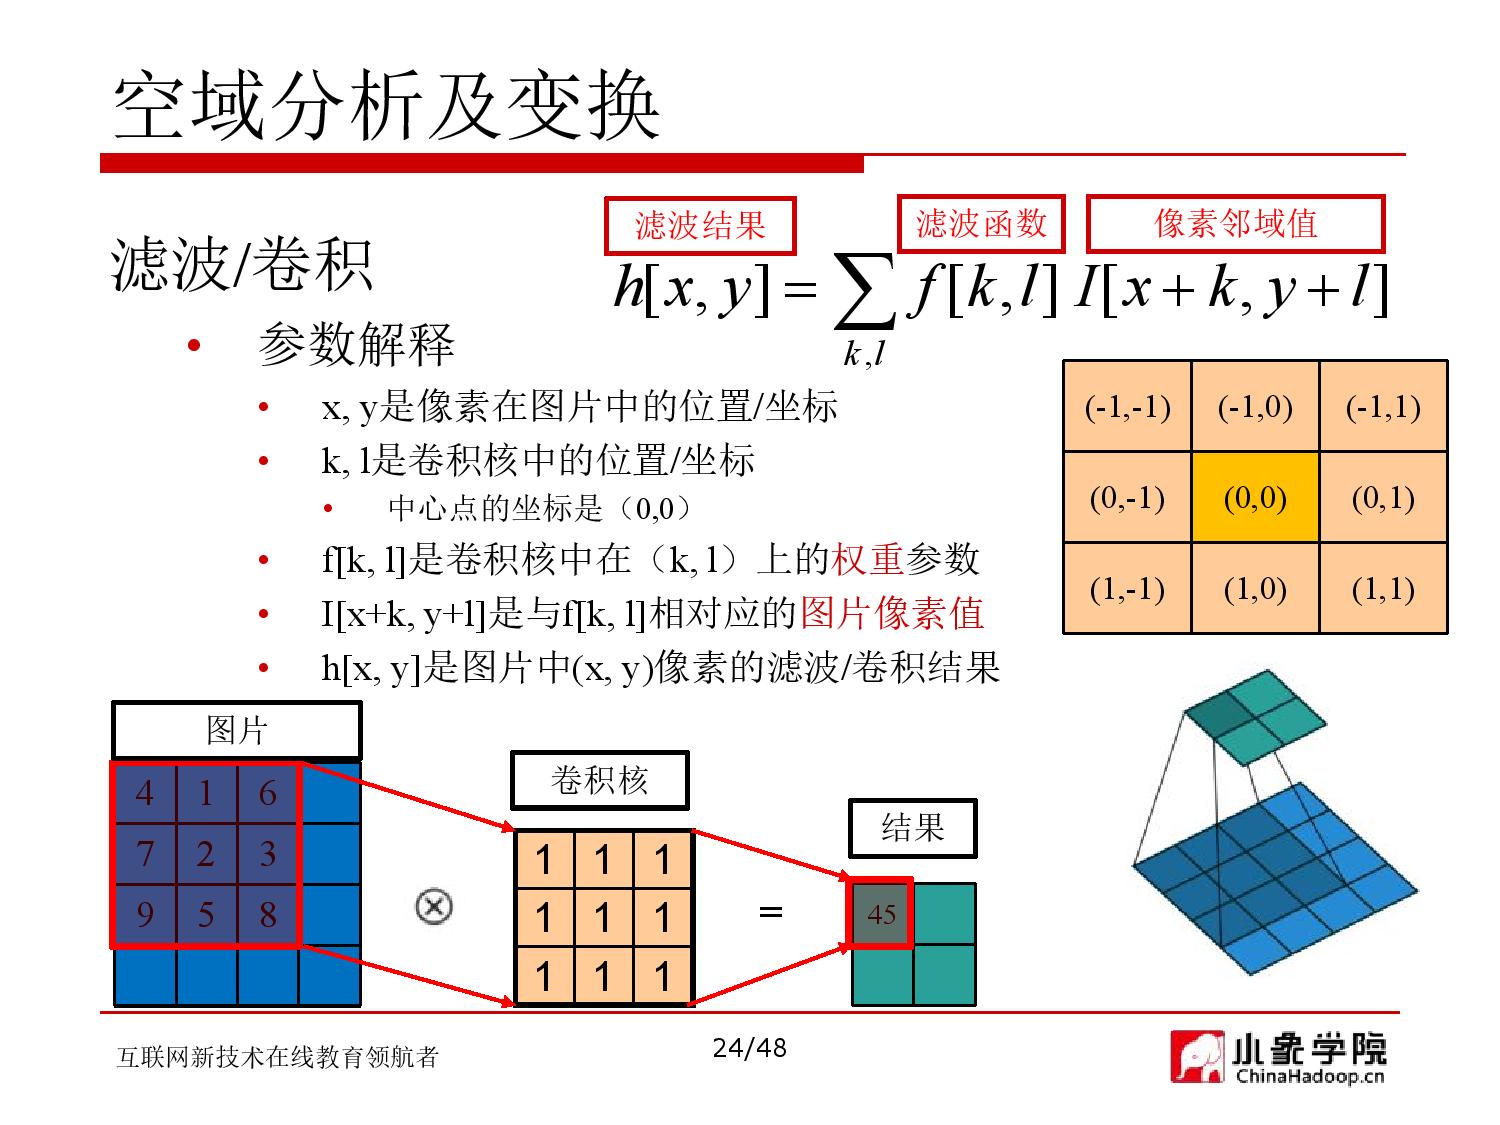 空域分析及变换
滤波结果 滤波函数 像素邻域值
滤波/卷积
h[x, y] = ∑ f[k,l] I[x+k, y+l]
k,l
• 参数解释
• x, y是像素在图片中的位置/坐标
• k, l是卷积核中的位置/坐标
• 中心点的坐标是（0,0）
• f[k, l]是卷积核中在（k, l）上的权重参数
• I[x+k, y+l]是与f[k, l]相对应的图片像素值
• h[x, y]是图片中(x, y)像素的滤波/卷积结果
(-1,-1) (-1,0) (-1,1)
(0,-1) (0,0) (0,1)
(1,-1) (1,0) (1,1)
图片
4 1 6
7 2 3
9 5 8
⊗
卷积核
1 1 1
1 1 1
1 1 1
=
结果
45
互联网新技术在线教育领航者
24/48
小象学院
ChinaHadoop.cn